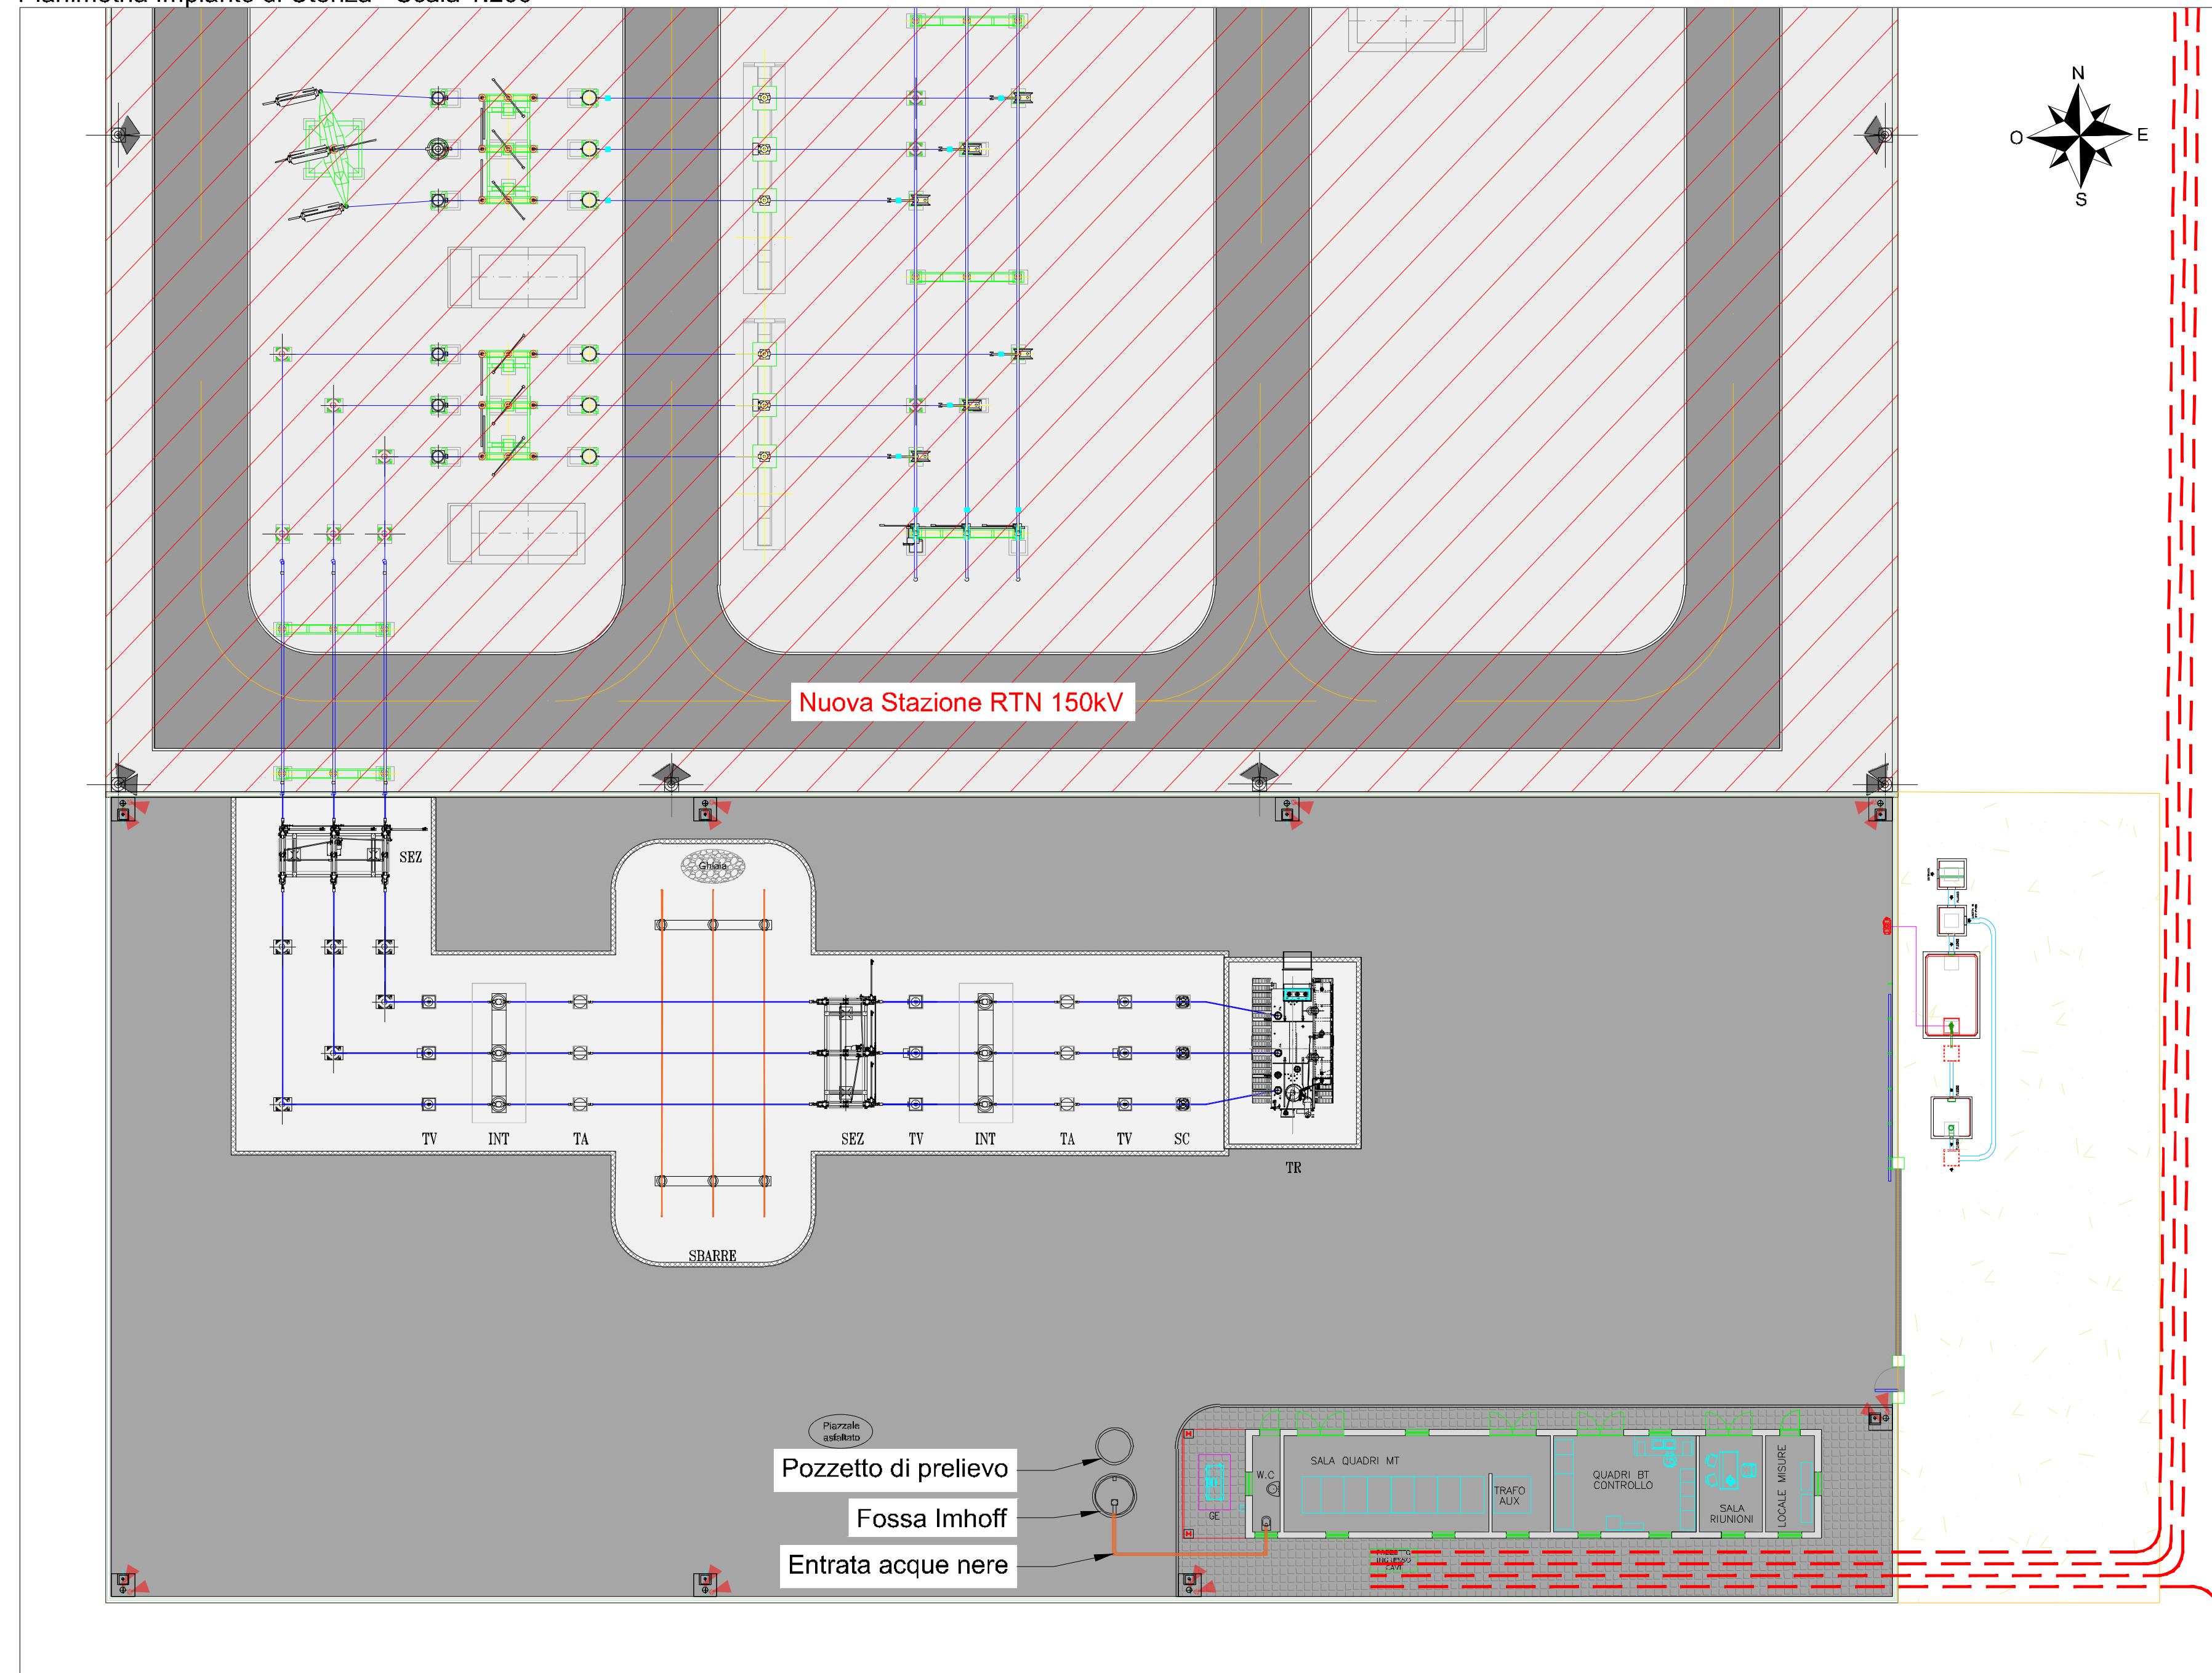 N
O
E
S
Nuova Stazione RTN 150kV
SEZ
Ghiaia
TV
INT
TA
SEZ
TV
INT
TA
TV
SC
TR
SBARRE
Piazzale
asfaltato
Pozzetto di prelievo
Fossa Imhoff
Entrata acque nere
GE
W.C
SALA QUADRI MT
TRAFO
AUX
QUADRI BT
CONTROLLO
SALA
RIUNIONI
LOCALE MISURE